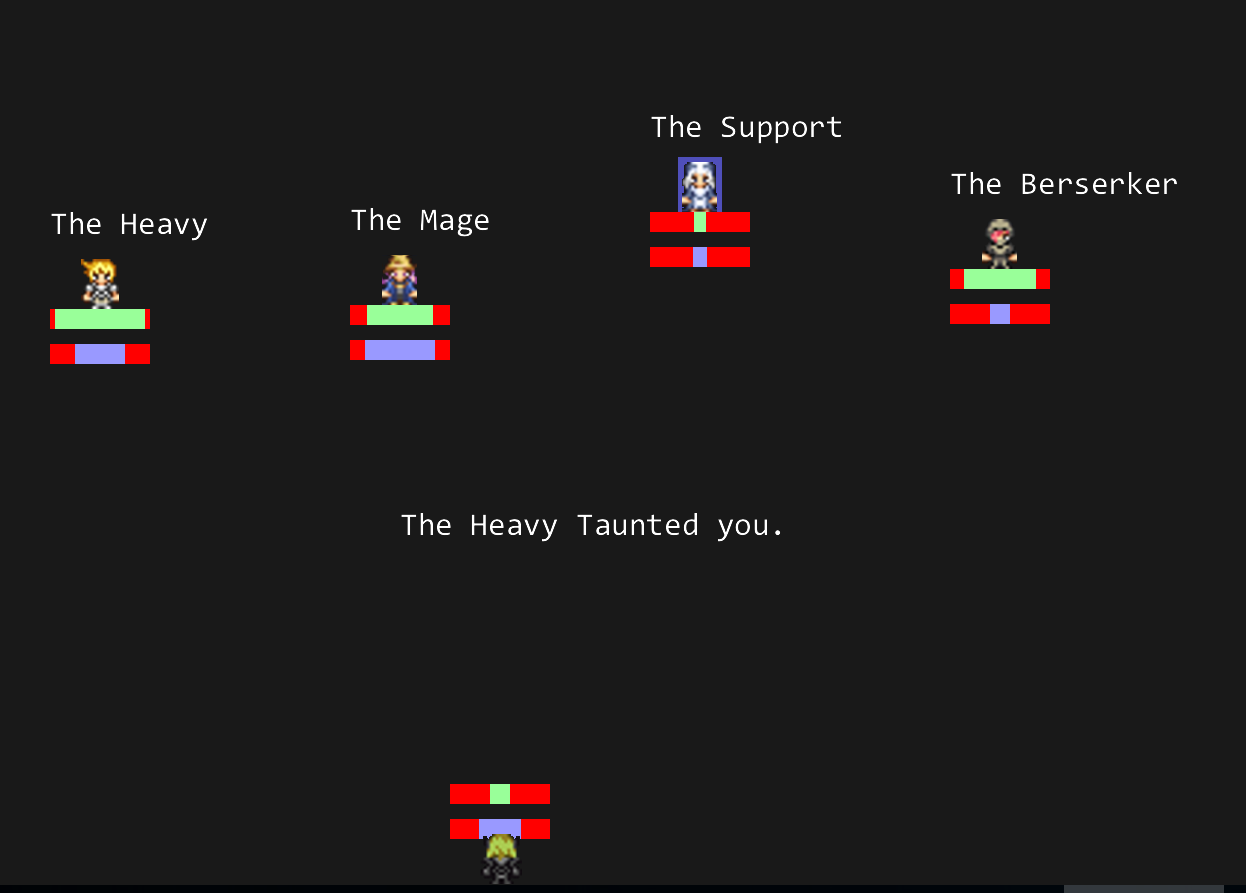 The Support
The Berserker
The Heavy
The Mage
The Heavy Taunted you.